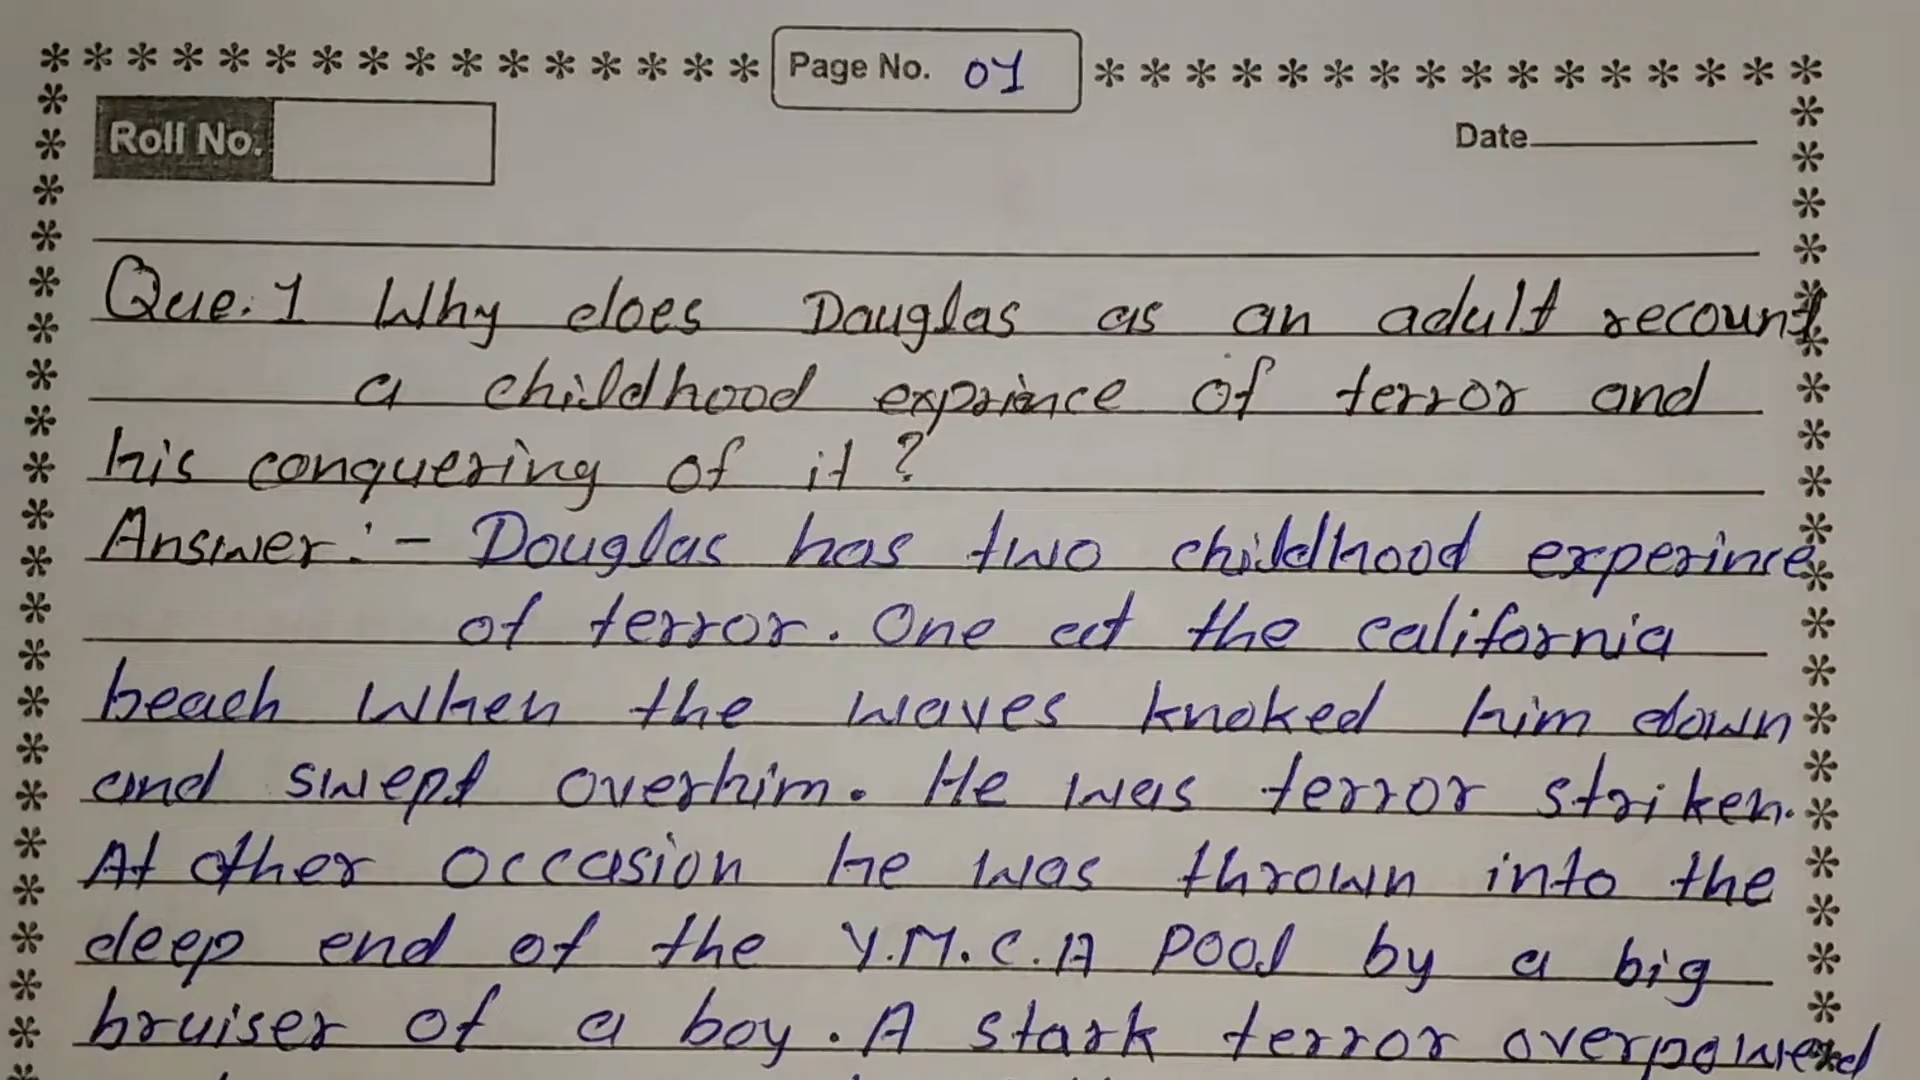 Page No. 01
Roll No.
Date
Que. 1 Why does Douglas as an adult recount
a childhood exprience of terror and
his conquering of it ?
Answer :- Douglas has two childhood experince
of terror. One at the california
beach when the waves knoked him down
and swept overhim. He was terror striken.
At other occasion he was thrown into the
deep end of the Y.M.C.A pool by a big
bruiser of a boy. A stark terror overpowered